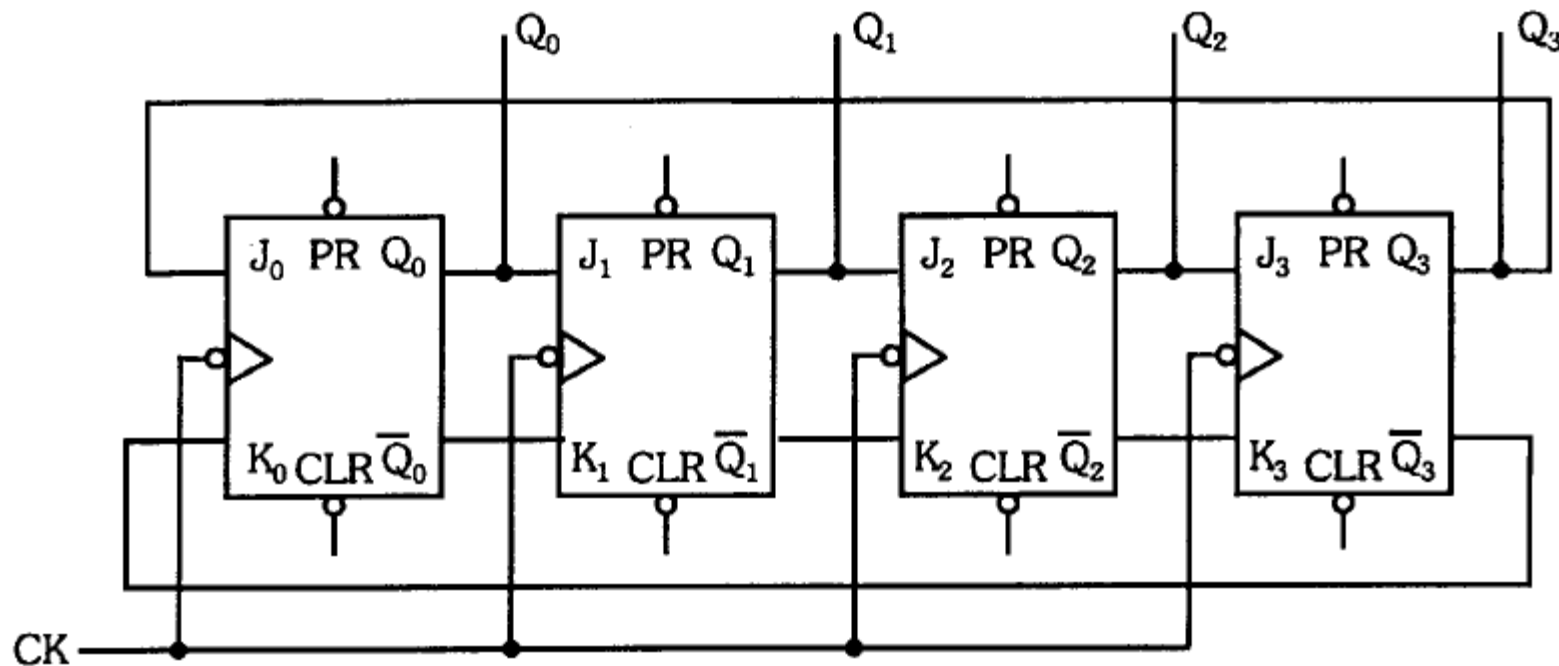 Q₀ Q₁ Q₂ Q₃
J₀ PR Q₀ J₁ PR Q₁ J₂ PR Q₂ J₃ PR Q₃
K₀ CLR Q̅₀ K₁ CLR Q̅₁ K₂ CLR Q̅₂ K₃ CLR Q̅₃
CK